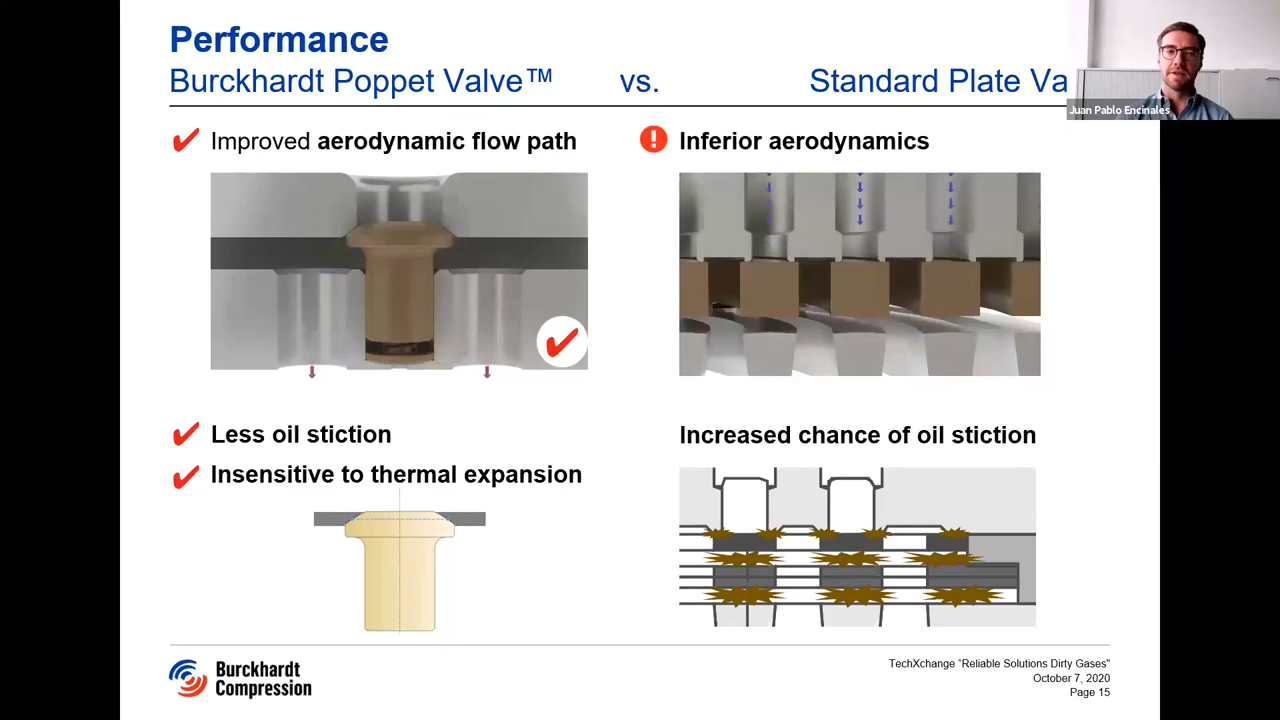 Performance
Burckhardt Poppet Valve™ vs. Standard Plate Va
Juan Pablo Encinales
Improved aerodynamic flow path
Inferior aerodynamics
Less oil stiction
Insensitive to thermal expansion
Increased chance of oil stiction
Burckhardt
Compression
TechXchange "Reliable Solutions Dirty Gases"
October 7, 2020
Page 15